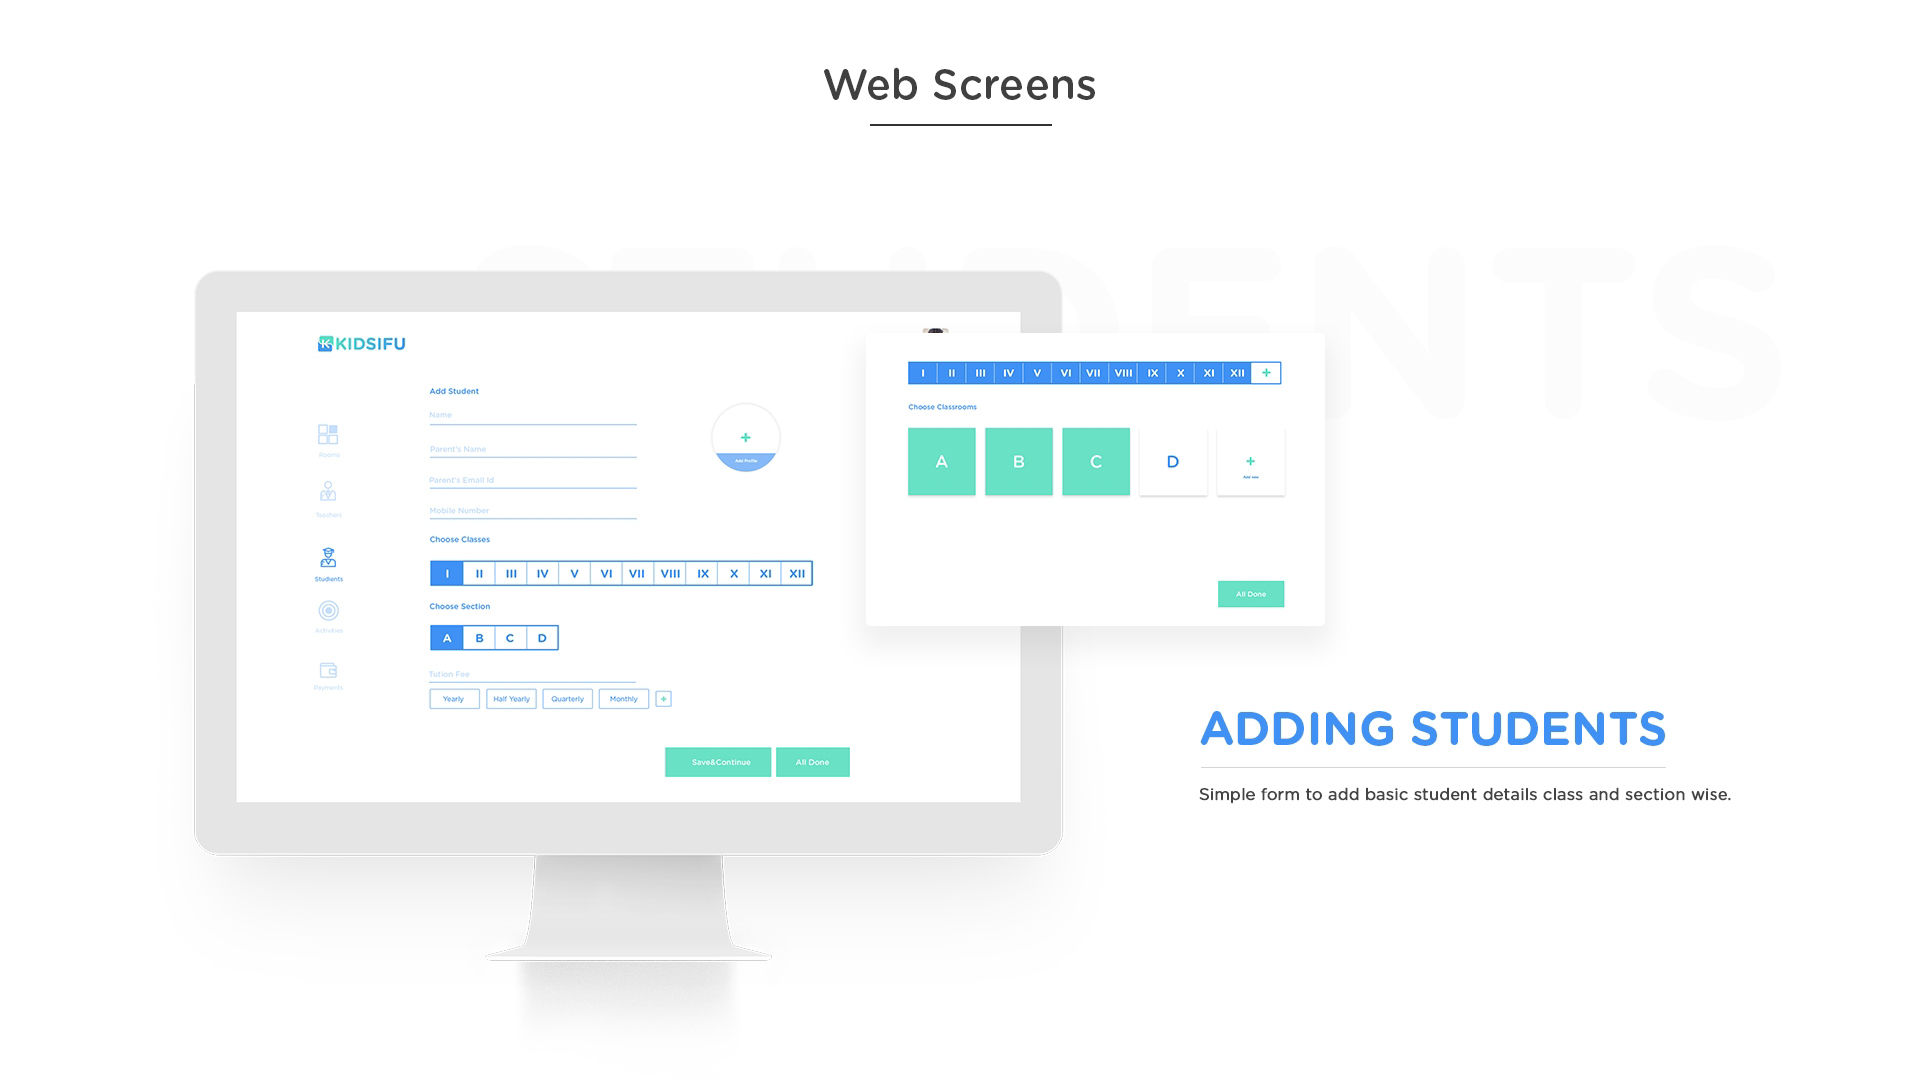 Web Screens
STUDENTS
KIDSIFU
Add Student
Name
Parent's Name
Parent's Email Id
Mobile Number
Add Profile
Choose Classes
I II III IV V VI VII VIII IX X XI XII
Choose Section
A B C D
Tution Fee
Yearly Half Yearly Quarterly Monthly +
Save&Continue All Done
Rooms
Teachers
Students
Activities
Payments
I II III IV V VI VII VIII IX X XI XII +
Choose Classrooms
A B C D +
Add new
All Done
ADDING STUDENTS
Simple form to add basic student details class and section wise.